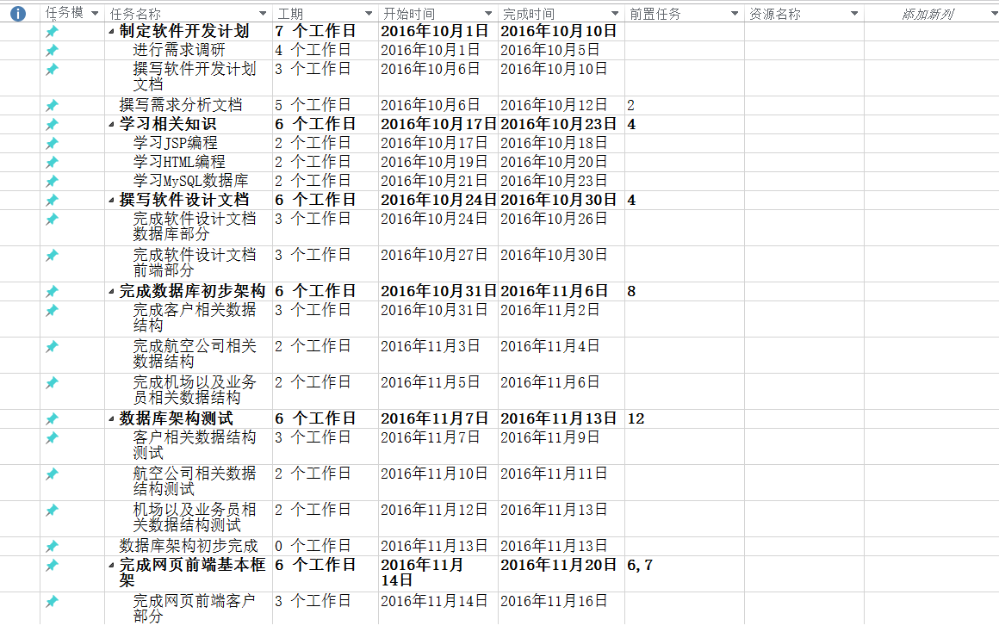 任务模 任务名称 工期 开始时间 完成时间 前置任务 资源名称 添加新列
制定软件开发计划 7 个工作日 2016年10月1日 2016年10月10日
进行需求调研 4 个工作日 2016年10月1日 2016年10月5日
撰写软件开发计划 3 个工作日 2016年10月6日 2016年10月10日
文档
撰写需求分析文档 5 个工作日 2016年10月6日 2016年10月12日 2
学习相关知识 6 个工作日 2016年10月17日 2016年10月23日 4
学习JSP编程 2 个工作日 2016年10月17日 2016年10月18日
学习HTML编程 2 个工作日 2016年10月19日 2016年10月20日
学习MySQL数据库 2 个工作日 2016年10月21日 2016年10月23日
撰写软件设计文档 6 个工作日 2016年10月24日 2016年10月30日 4
完成软件设计文档 3 个工作日 2016年10月24日 2016年10月26日
数据库部分
完成软件设计文档 3 个工作日 2016年10月27日 2016年10月30日
前端部分
完成数据库初步架构 6 个工作日 2016年10月31日 2016年11月6日 8
完成客户相关数据 3 个工作日 2016年10月31日 2016年11月2日
结构
完成航空公司相关 2 个工作日 2016年11月3日 2016年11月4日
数据结构
完成机场以及业务 2 个工作日 2016年11月5日 2016年11月6日
员相关数据结构
数据库架构测试 6 个工作日 2016年11月7日 2016年11月13日 12
客户相关数据结构 3 个工作日 2016年11月7日 2016年11月9日
测试
航空公司相关数据 2 个工作日 2016年11月10日 2016年11月11日
结构测试
机场以及业务员相 2 个工作日 2016年11月12日 2016年11月13日
关数据结构测试
数据库架构初步完成 0 个工作日 2016年11月13日 2016年11月13日
完成网页前端基本框 6 个工作日 2016年11月 2016年11月20日 6,7
架 14日
完成网页前端客户 3 个工作日 2016年11月14日 2016年11月16日
部分